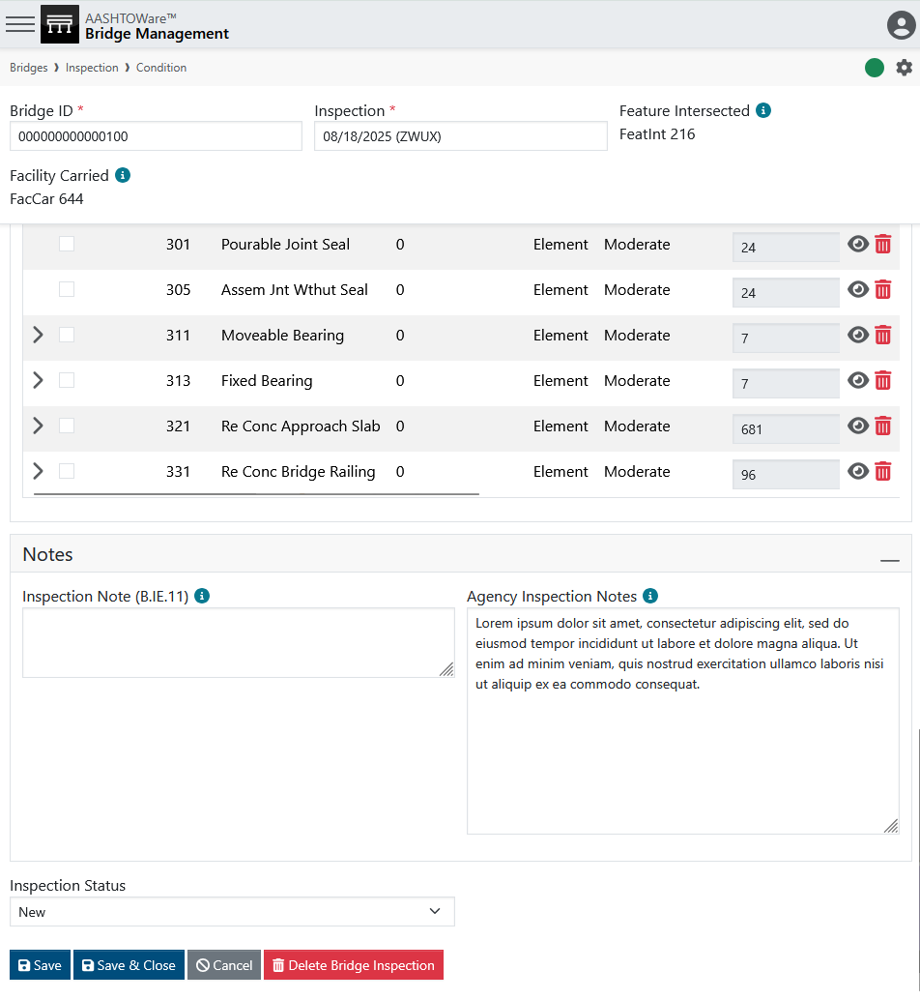 AASHTOWare™
Bridge Management
Bridges ❯ Inspection ❯ Condition
Bridge ID *
000000000000100
Inspection *
08/18/2025 (ZWUX)
Feature Intersected
FeatInt 216
Facility Carried
FacCar 644
301 Pourable Joint Seal 0 Element Moderate 24
305 Assem Jnt Wthut Seal 0 Element Moderate 24
311 Moveable Bearing 0 Element Moderate 7
313 Fixed Bearing 0 Element Moderate 7
321 Re Conc Approach Slab 0 Element Moderate 681
331 Re Conc Bridge Railing 0 Element Moderate 96
Notes
Inspection Note (B.IE.11)
Agency Inspection Notes
Lorem ipsum dolor sit amet, consectetur adipiscing elit, sed do
eiusmod tempor incididunt ut labore et dolore magna aliqua. Ut
enim ad minim veniam, quis nostrud exercitation ullamco laboris nisi
ut aliquip ex ea commodo consequat.
Inspection Status
New
Save Save & Close Cancel Delete Bridge Inspection